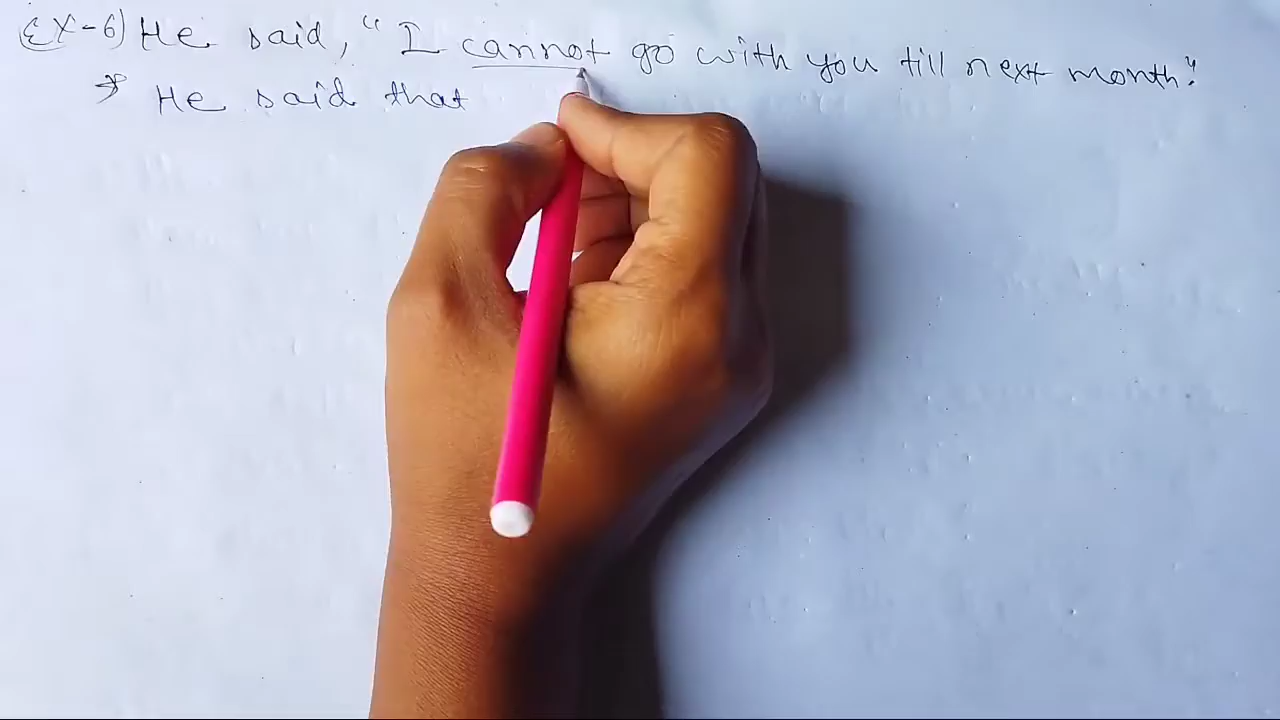 (Ex-6) He said, "I cannot go with you till next month."
* He said that